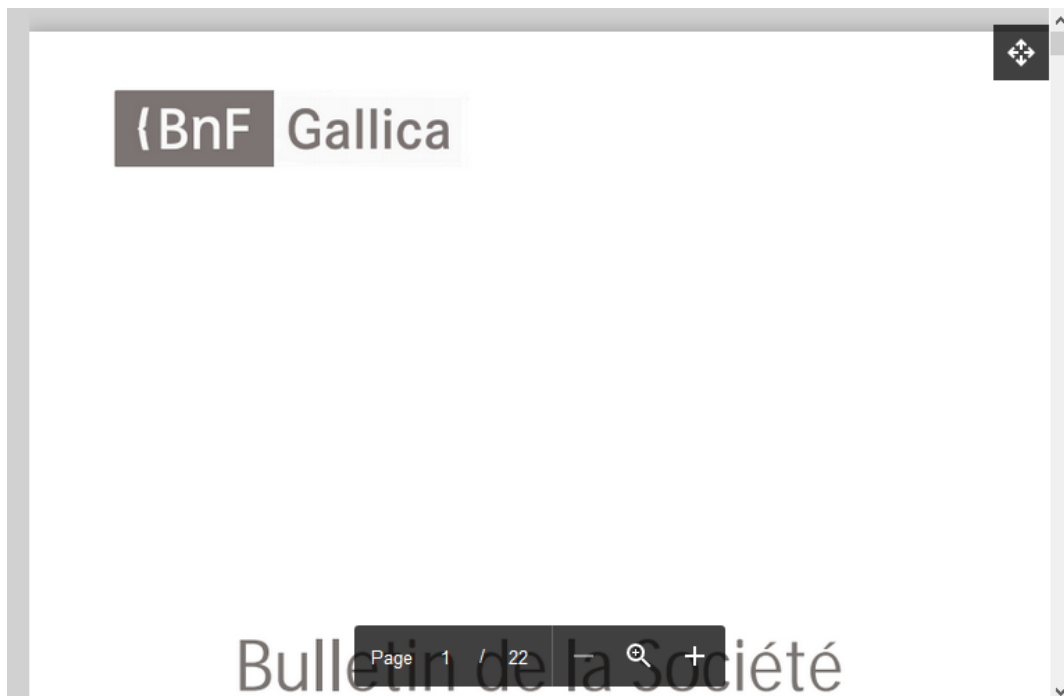 {BnF Gallica
Bulletin de la Société
Page 1 / 22